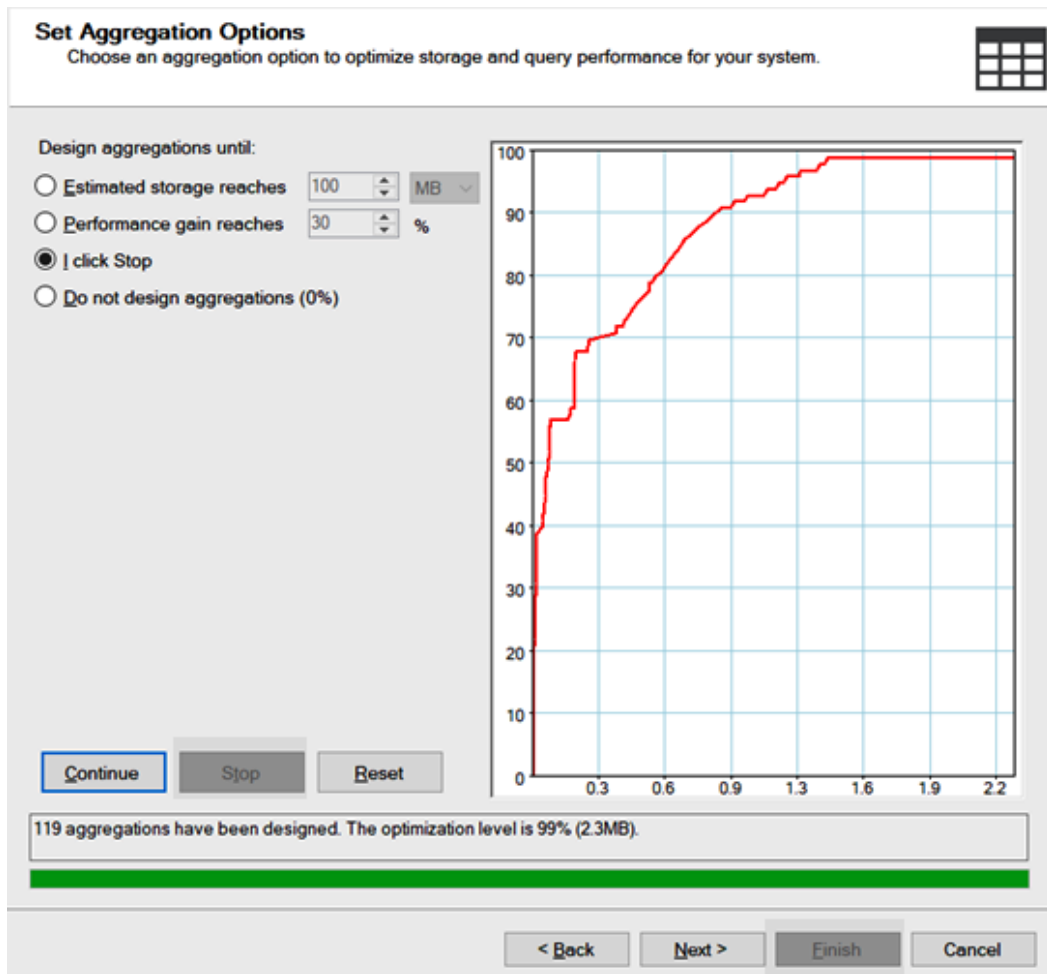 Set Aggregation Options
Choose an aggregation option to optimize storage and query performance for your system.
Design aggregations until:
Estimated storage reaches 100 MB
Performance gain reaches 30 %
I click Stop
Do not design aggregations (0%)
100
90
80
70
60
50
40
30
20
10
0
0.3 0.6 0.9 1.3 1.6 1.9 2.2
Continue Stop Reset
119 aggregations have been designed. The optimization level is 99% (2.3MB).
< Back Next > Finish Cancel